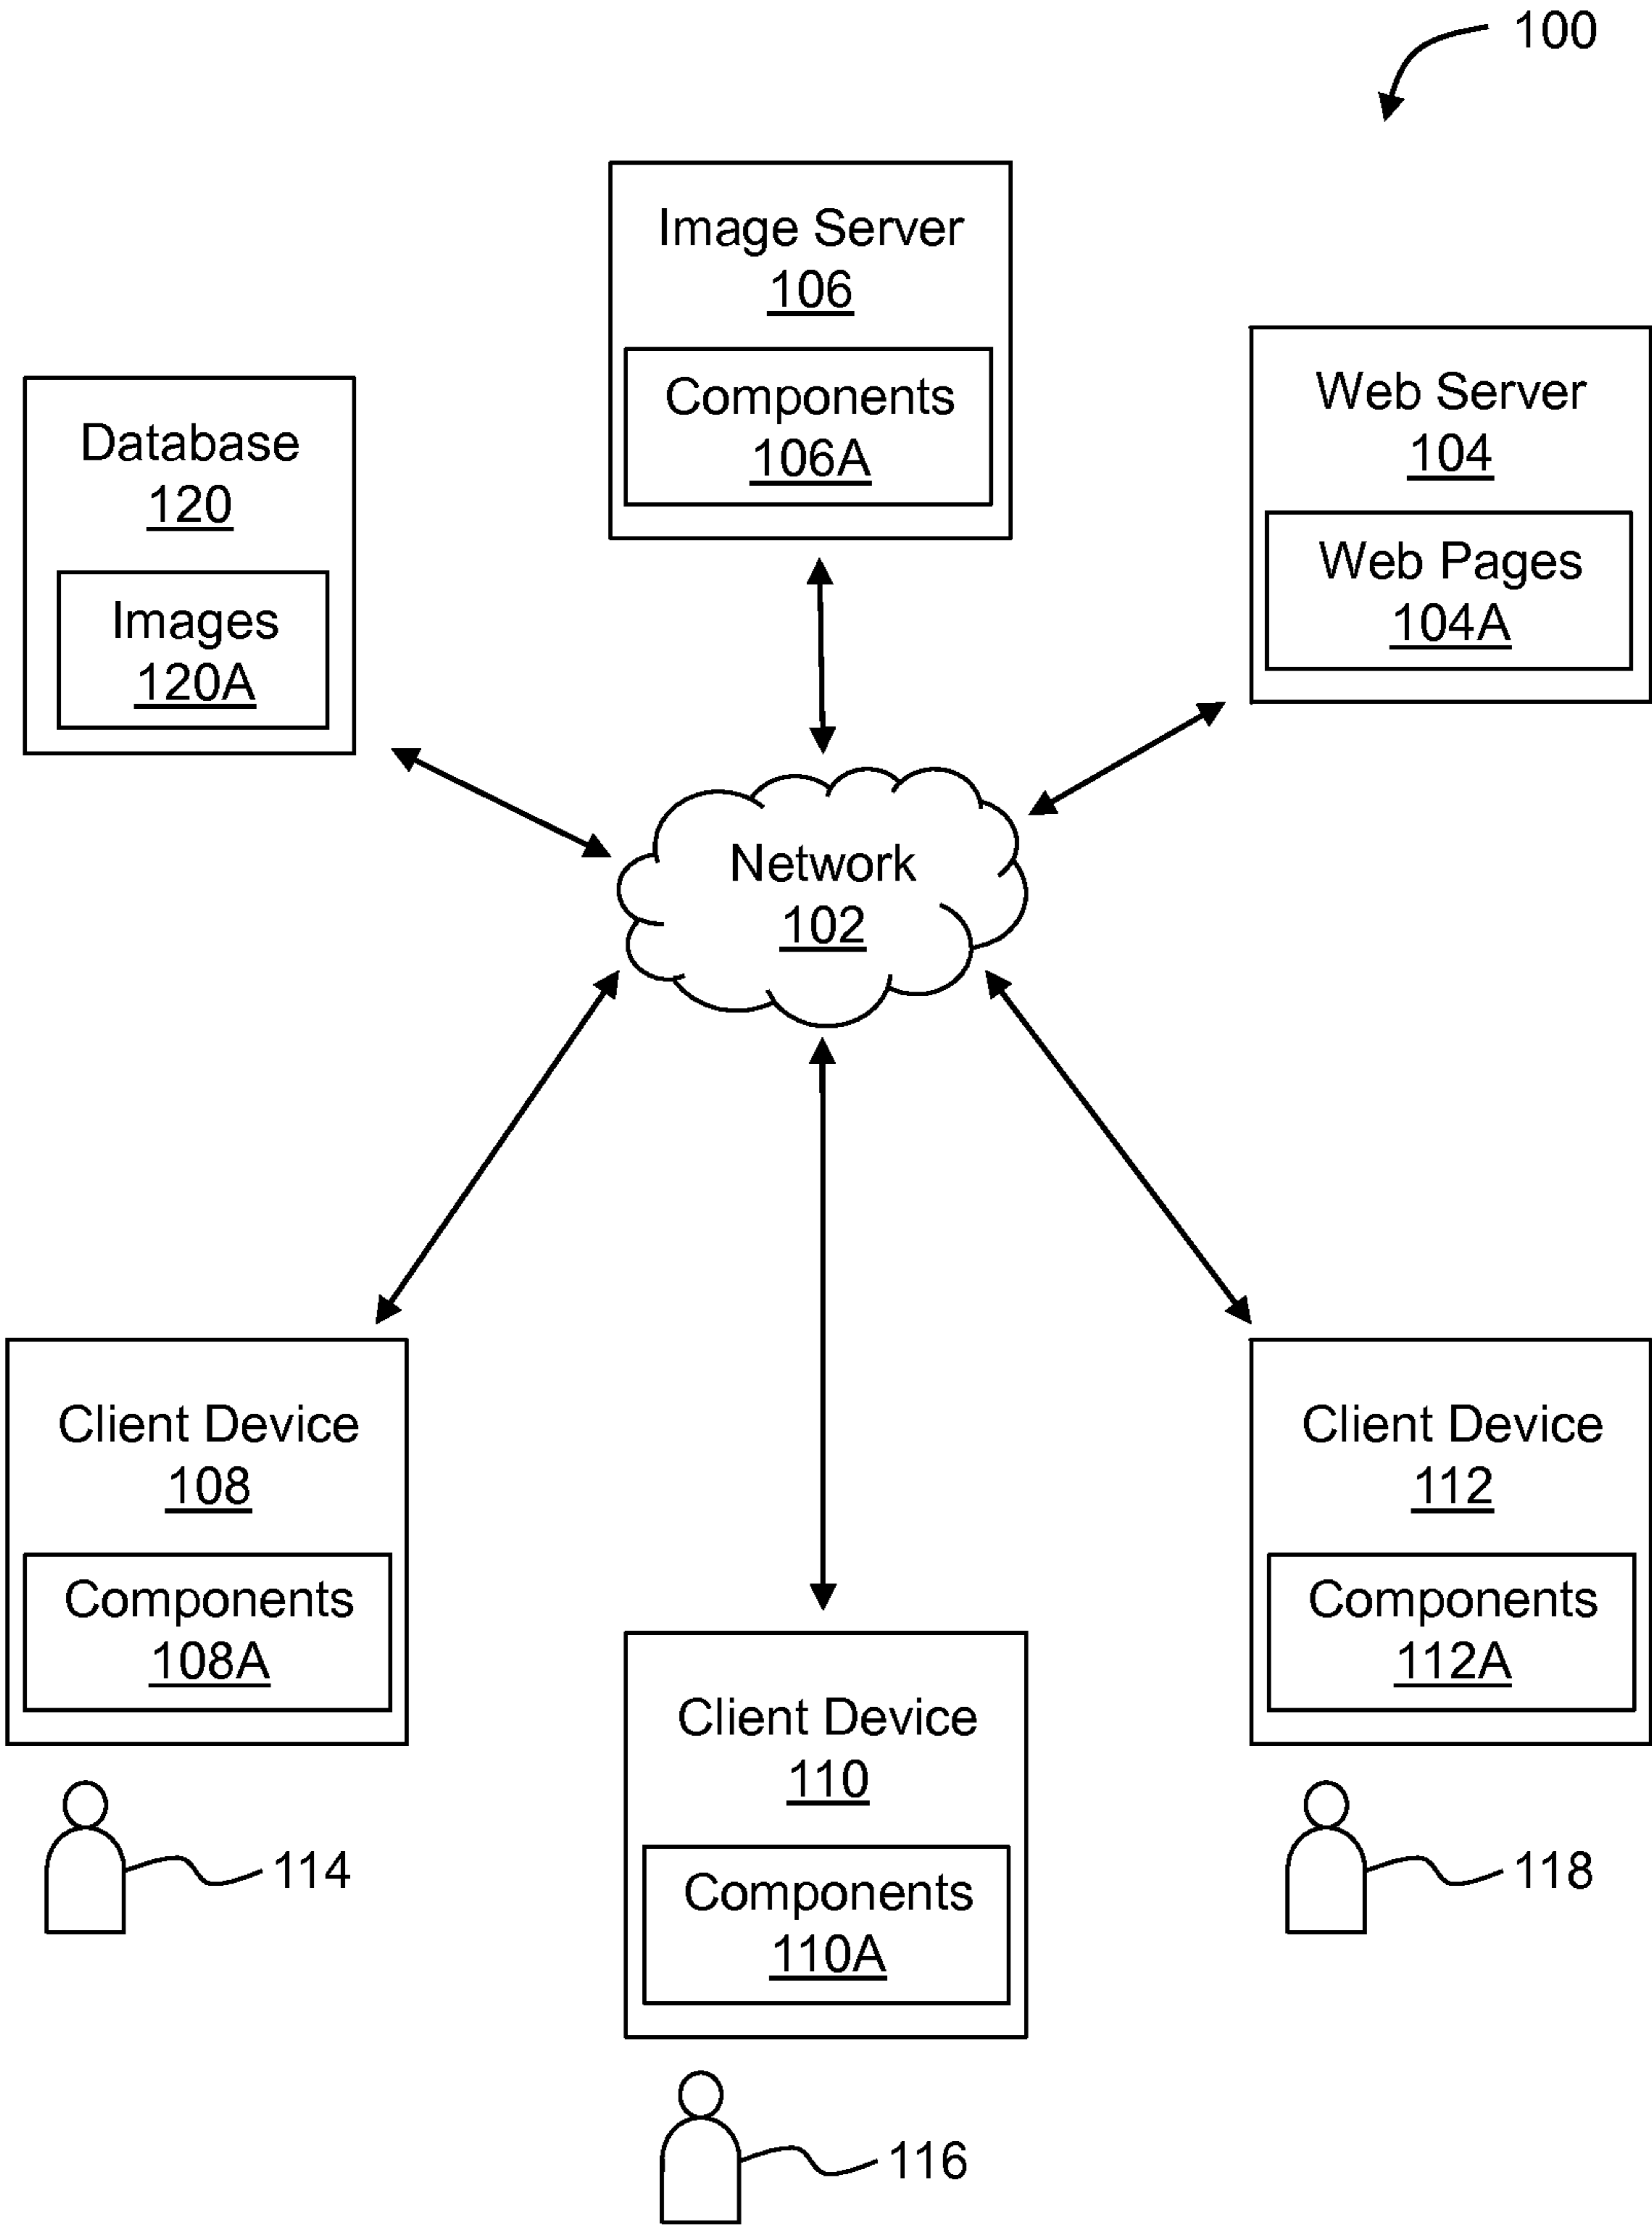 100
Image Server
106
Components
106A
Web Server
104
Web Pages
104A
Database
120
Images
120A
Network
102
Client Device
108
Components
108A
Client Device
112
Components
112A
Client Device
110
Components
110A
114
118
116